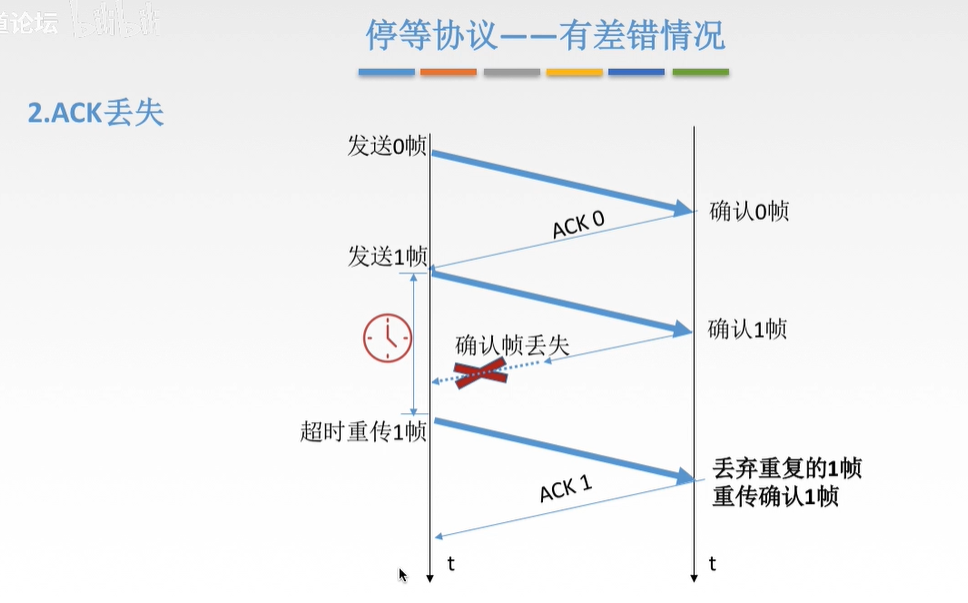 道论坛 bilibili
停等协议——有差错情况
2.ACK丢失
发送0帧
ACK 0
确认0帧
发送1帧
确认1帧
确认帧丢失
超时重传1帧
ACK 1
丢弃重复的1帧
重传确认1帧
t
t